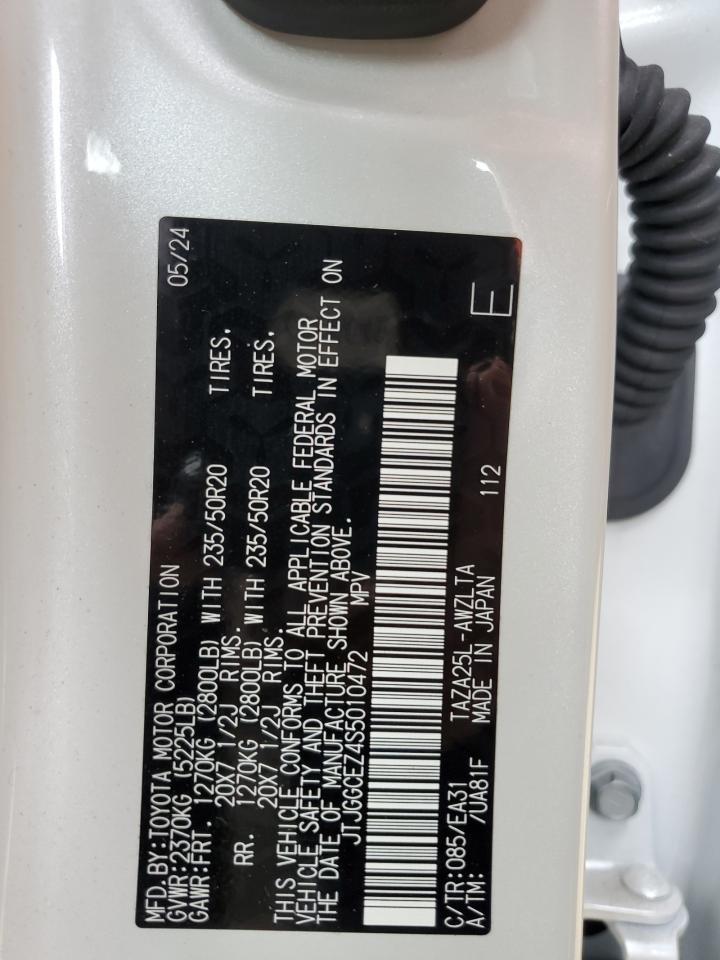 MFD.BY:TOYOTA MOTOR CORPORATION 05/24
GVWR:2370KG (5225LB)
GAWR:FRT. 1270KG (2800LB) WITH 235/50R20 TIRES.
20X7 1/2J RIMS.
RR. 1270KG (2800LB) WITH 235/50R20 TIRES.
20X7 1/2J RIMS.
THIS VEHICLE CONFORMS TO ALL APPLICABLE FEDERAL MOTOR
VEHICLE SAFETY AND THEFT PREVENTION STANDARDS IN EFFECT ON
THE DATE OF MANUFACTURE SHOWN ABOVE.
JTJGGCEZ4S5010472 MPV
C/TR:085/EA31 TAZA25L-AWZLTA 112 E
A/TM: /UA81F MADE IN JAPAN